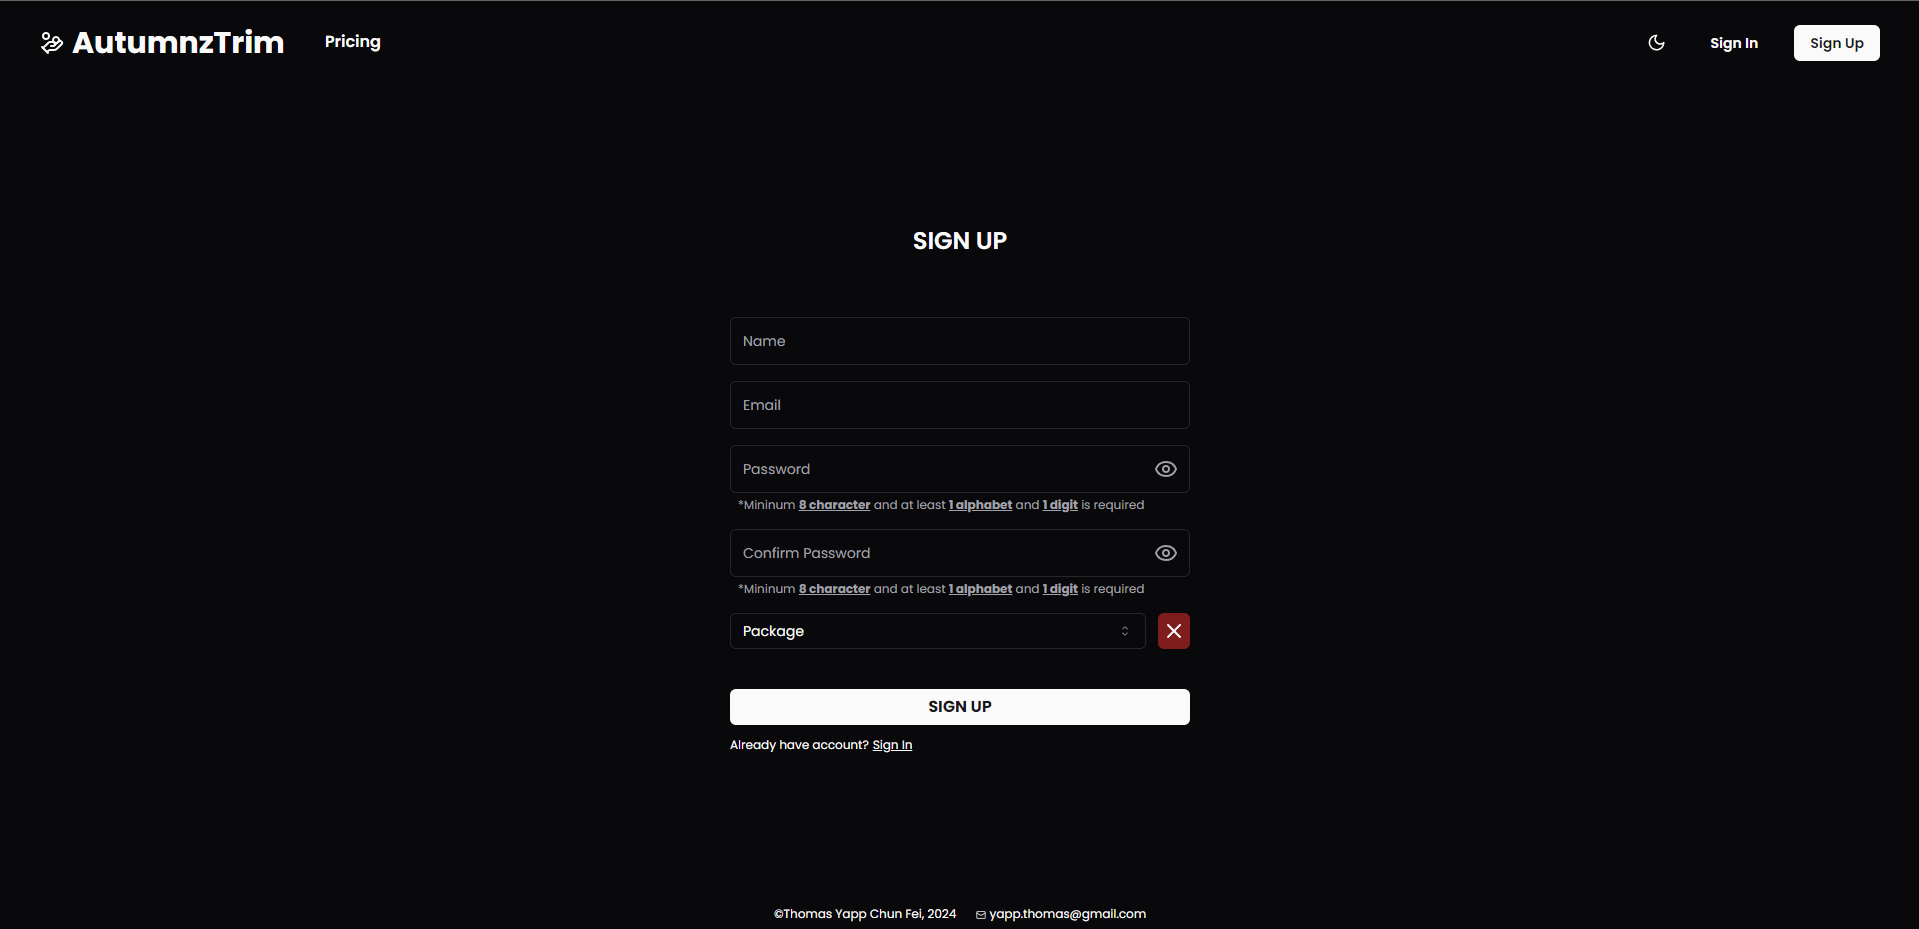 AutumnzTrim
Pricing
Sign In
Sign Up
SIGN UP
Name
Email
Password
*Mininum 8 character and at least 1 alphabet and 1 digit is required
Confirm Password
*Mininum 8 character and at least 1 alphabet and 1 digit is required
Package
SIGN UP
Already have account? Sign In
©Thomas Yapp Chun Fei, 2024
yapp.thomas@gmail.com